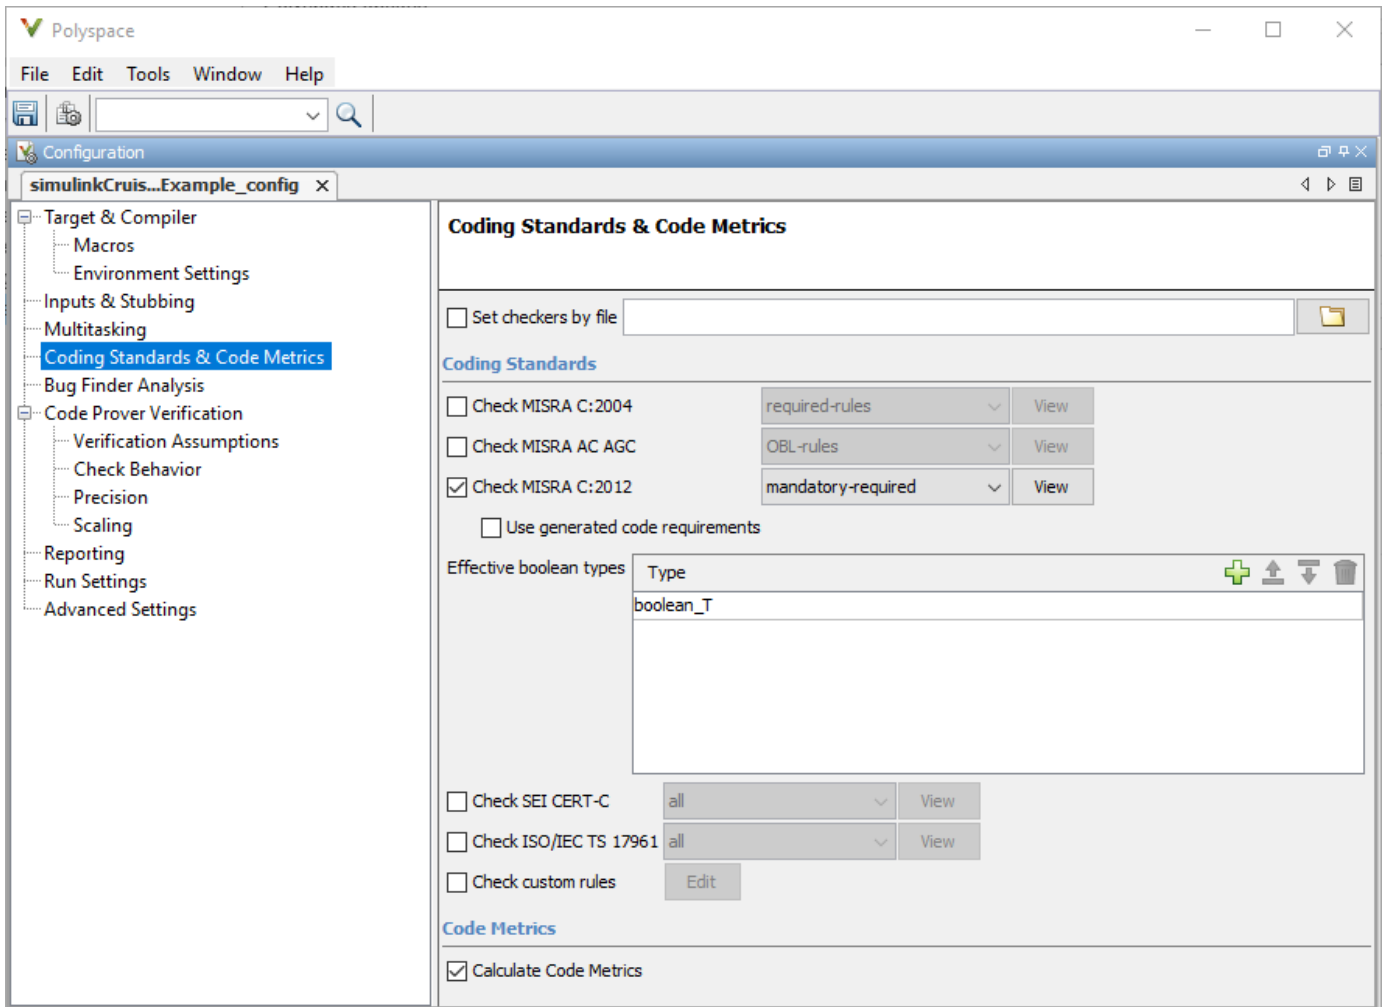 Polyspace
File Edit Tools Window Help
Configuration
simulinkCruis...Example_config
Target & Compiler
Macros
Environment Settings
Inputs & Stubbing
Multitasking
Coding Standards & Code Metrics
Bug Finder Analysis
Code Prover Verification
Verification Assumptions
Check Behavior
Precision
Scaling
Reporting
Run Settings
Advanced Settings
Coding Standards & Code Metrics
Set checkers by file
Coding Standards
Check MISRA C:2004 required-rules View
Check MISRA AC AGC OBL-rules View
Check MISRA C:2012 mandatory-required View
Use generated code requirements
Effective boolean types Type
boolean_T
Check SEI CERT-C all View
Check ISO/IEC TS 17961 all View
Check custom rules Edit
Code Metrics
Calculate Code Metrics